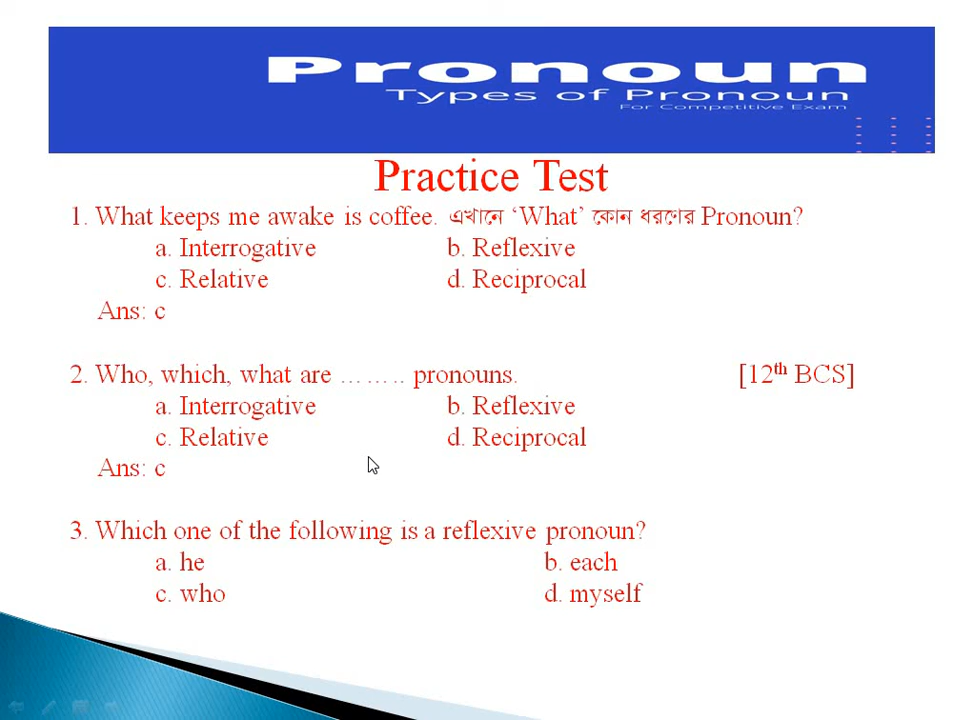 Pronoun
Types of Pronoun
For Competitive Exam
Practice Test
1. What keeps me awake is coffee. এখানে ‘What’ কোন ধরণের Pronoun?
a. Interrogative b. Reflexive
c. Relative d. Reciprocal
Ans: c
2. Who, which, what are …….. pronouns. [12th BCS]
a. Interrogative b. Reflexive
c. Relative d. Reciprocal
Ans: c
3. Which one of the following is a reflexive pronoun?
a. he b. each
c. who d. myself